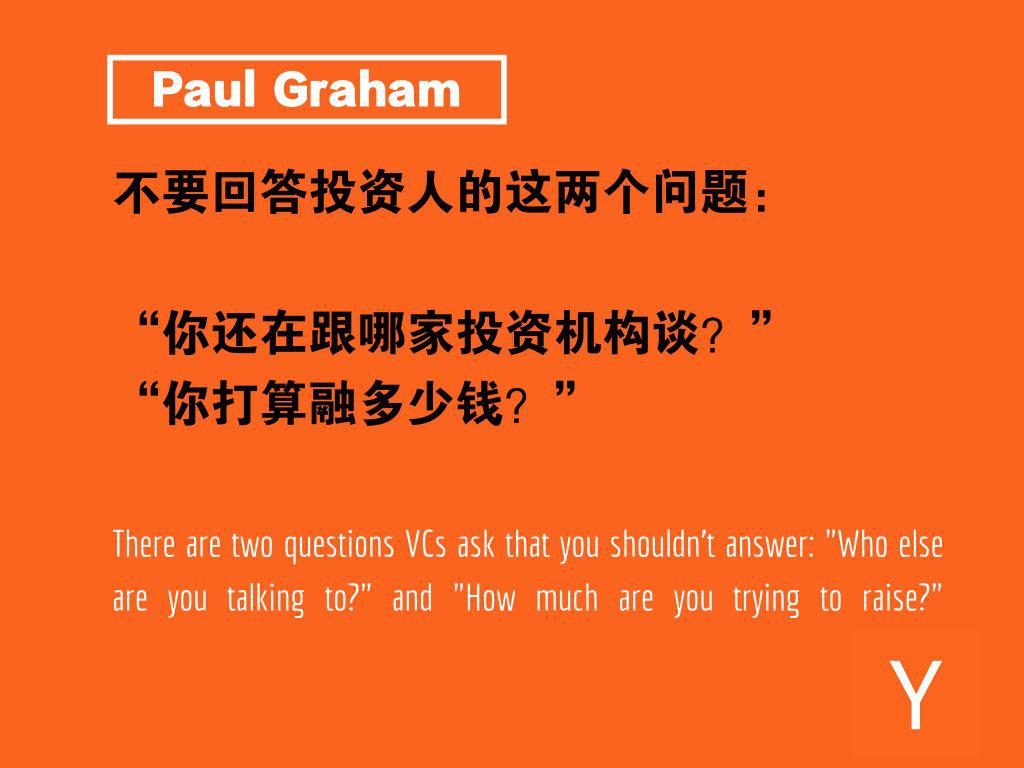 Paul Graham
不要回答投资人的这两个问题：
“你还在跟哪家投资机构谈？”
“你打算融多少钱？”
There are two questions VCs ask that you shouldn't answer: "Who else
are you talking to?" and "How much are you trying to raise?"
Y